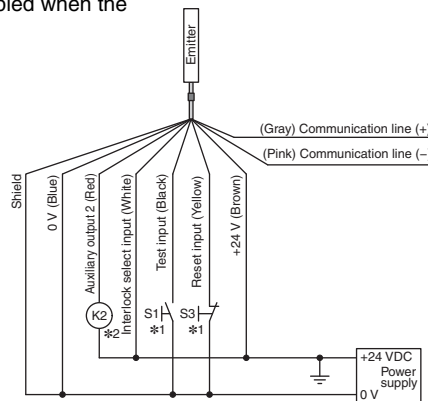 bled when the
Emitter
(Gray) Communication line (+)
(Pink) Communication line (−)
Shield
0 V (Blue)
Auxiliary output 2 (Red)
Interlock select input (White)
Test input (Black)
Reset input (Yellow)
+24 V (Brown)
K2
*2
S1
*1
S3
*1
+24 VDC
Power
supply
0 V